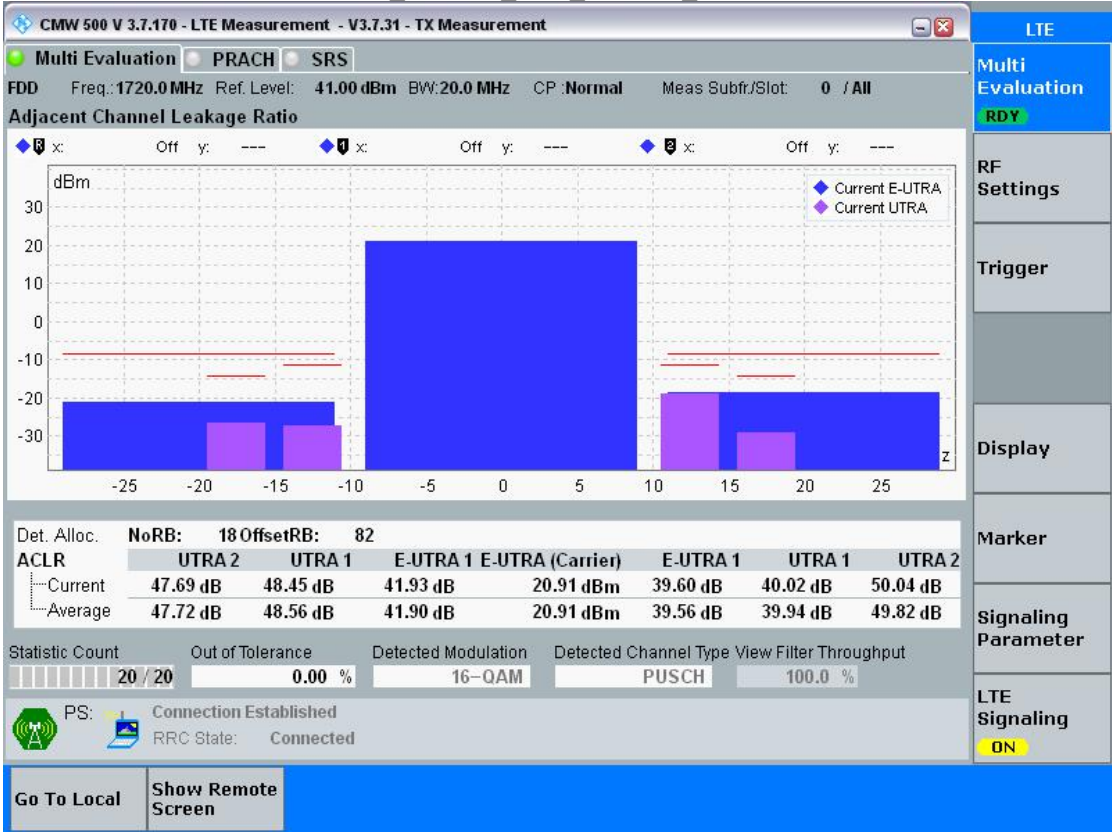 CMW 500 V 3.7.170 - LTE Measurement - V3.7.31 - TX Measurement
LTE
Multi Evaluation PRACH SRS
Multi
Evaluation
RDY
FDD Freq.:1720.0 MHz Ref. Level: 41.00 dBm BW:20.0 MHz CP :Normal Meas Subfr./Slot: 0 / All
Adjacent Channel Leakage Ratio
R x: Off y: --- 1 x: Off y: --- 2 x: Off y: ---
dBm
Current E-UTRA
Current UTRA
30
20
10
0
-10
-20
-30
z
-25 -20 -15 -10 -5 0 5 10 15 20 25
RF
Settings
Trigger
Display
Marker
Signaling
Parameter
LTE
Signaling
ON
Det. Alloc. NoRB: 18 OffsetRB: 82
ACLR UTRA 2 UTRA 1 E-UTRA 1 E-UTRA (Carrier) E-UTRA 1 UTRA 1 UTRA 2
Current 47.69 dB 48.45 dB 41.93 dB 20.91 dBm 39.60 dB 40.02 dB 50.04 dB
Average 47.72 dB 48.56 dB 41.90 dB 20.91 dBm 39.56 dB 39.94 dB 49.82 dB
Statistic Count Out of Tolerance Detected Modulation Detected Channel Type View Filter Throughput
20 / 20 0.00 % 16-QAM PUSCH 100.0 %
PS: Connection Established
RRC State: Connected
Go To Local
Show Remote
Screen